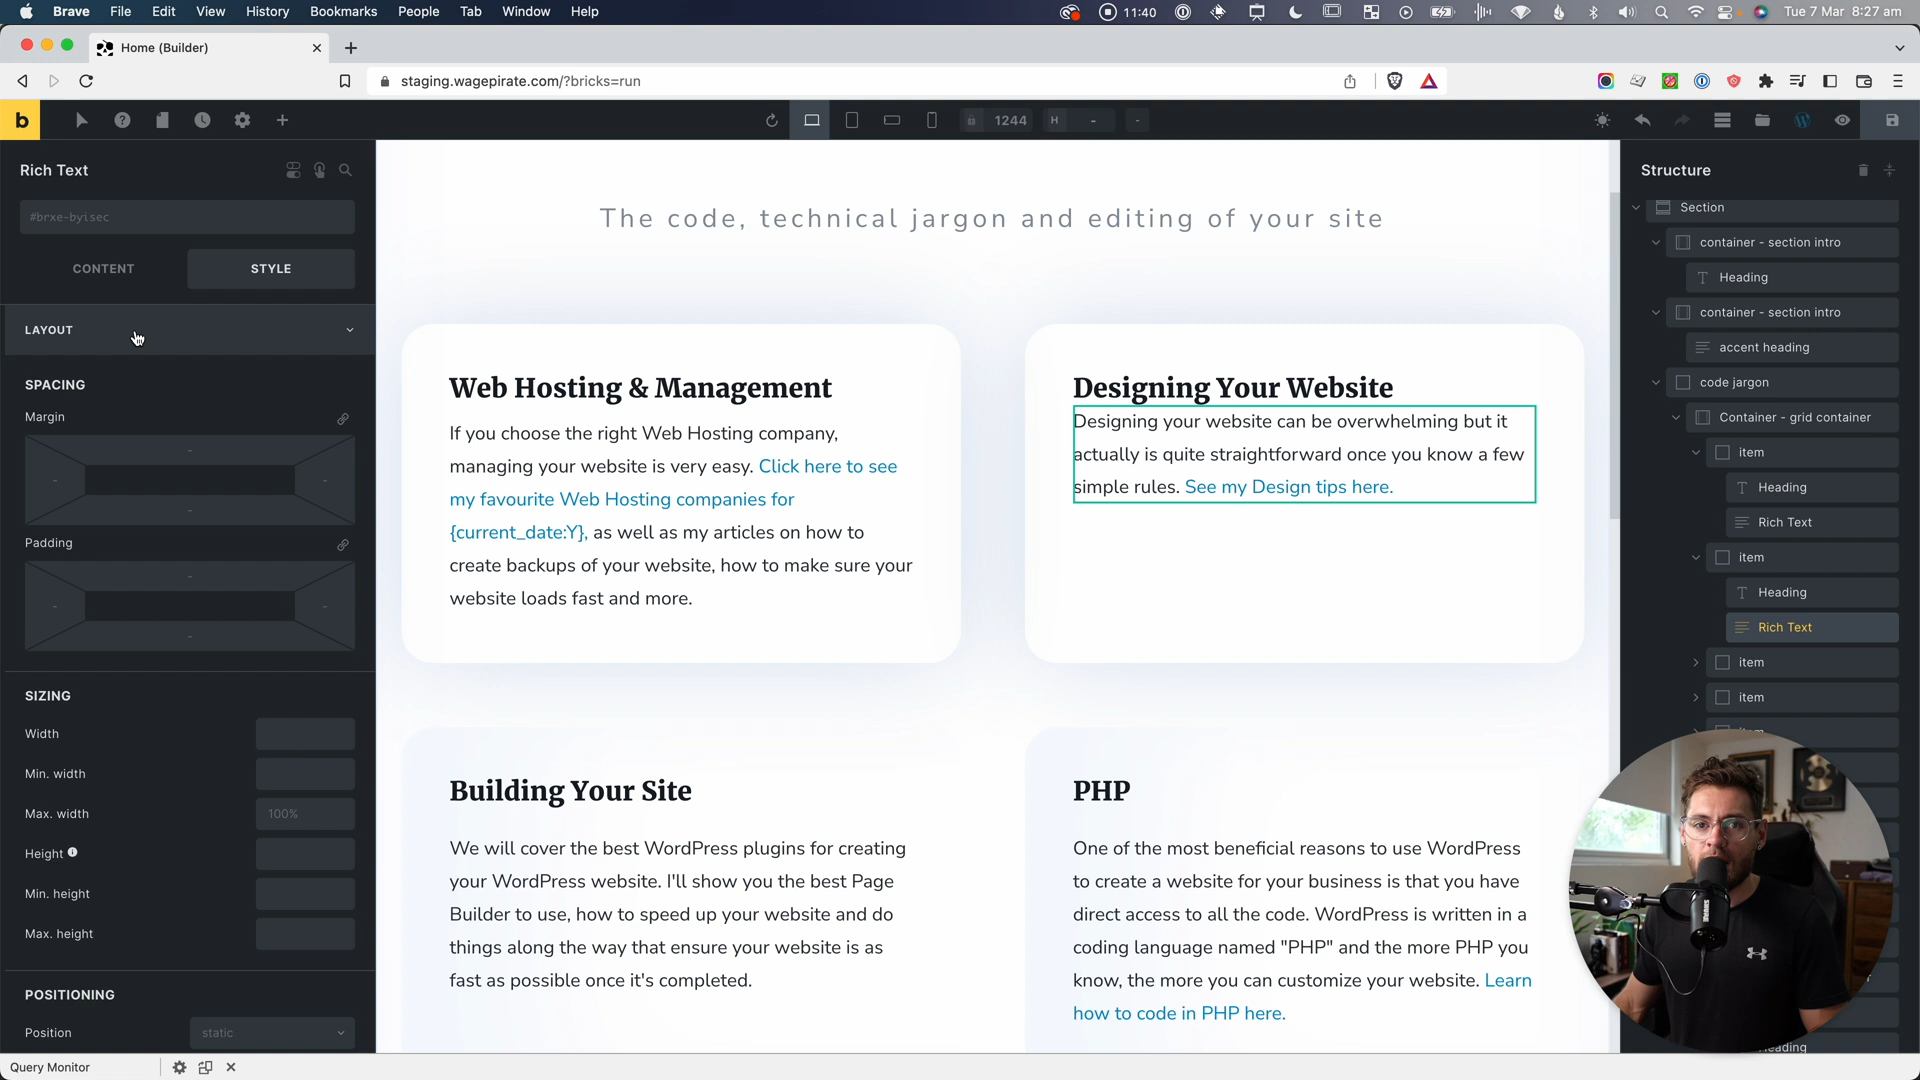 Brave File Edit View History Bookmarks People Tab Window Help 11:40 Tue 7 Mar 8:27 am
Home (Builder)
staging.wagepirate.com/?bricks=run
b 1244 H - -
Rich Text
#brxe-byisec
CONTENT STYLE
LAYOUT
SPACING
Margin
- - - -
Padding
- - - -
SIZING
Width
Min. width
Max. width 100%
Height
Min. height
Max. height
POSITIONING
Position static
Query Monitor
The code, technical jargon and editing of your site
Web Hosting & Management
If you choose the right Web Hosting company,
managing your website is very easy. Click here to see
my favourite Web Hosting companies for
{current_date:Y}, as well as my articles on how to
create backups of your website, how to make sure your
website loads fast and more.
Designing Your Website
Designing your website can be overwhelming but it
actually is quite straightforward once you know a few
simple rules. See my Design tips here.
Building Your Site
We will cover the best WordPress plugins for creating
your WordPress website. I'll show you the best Page
Builder to use, how to speed up your website and do
things along the way that ensure your website is as
fast as possible once it's completed.
PHP
One of the most beneficial reasons to use WordPress
to create a website for your business is that you have
direct access to all the code. WordPress is written in a
coding language named "PHP" and the more PHP you
know, the more you can customize your website. Learn
how to code in PHP here.
Structure
Section
container - section intro
Heading
container - section intro
accent heading
code jargon
Container - grid container
item
Heading
Rich Text
item
Heading
Rich Text
item
item